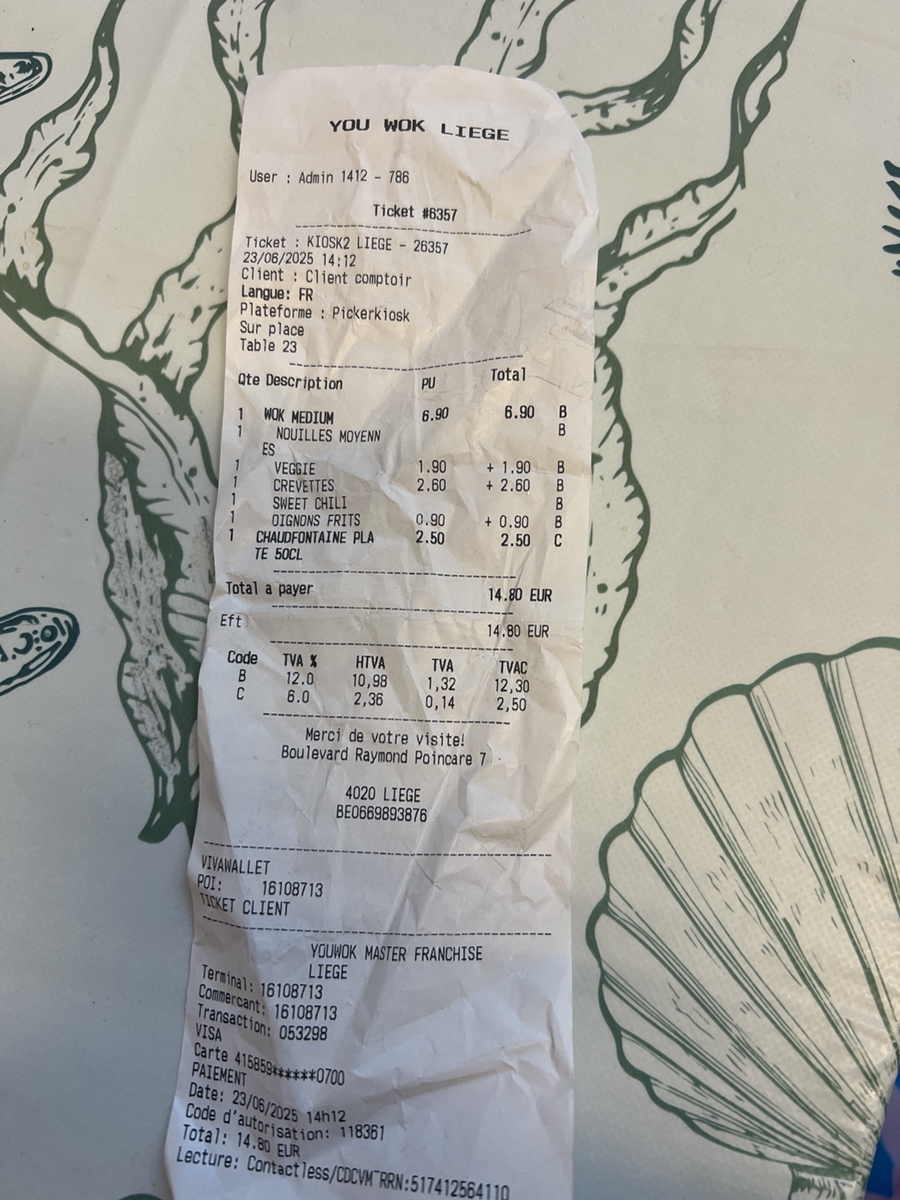 YOU WOK LIEGE
User : Admin 1412 - 786
Ticket #6357
Ticket : KIOSK2 LIEGE - 26357
23/06/2025 14:12
Client : Client comptoir
Langue: FR
Plateforme : Pickerkiosk
Sur place
Table 23
Qte Description PU Total
1 WOK MEDIUM 6.90 6.90 B
1 NOUILLES MOYENN B
ES
1 VEGGIE 1.90 + 1.90 B
1 CREVETTES 2.60 + 2.60 B
1 SWEET CHILI B
1 OIGNONS FRITS 0.90 + 0.90 B
1 CHAUDFONTAINE PLA 2.50 2.50 C
TE 50CL
Total a payer 14.80 EUR
Eft 14.80 EUR
Code TVA % HTVA TVA TVAC
B 12.0 10,98 1,32 12,30
C 6.0 2,36 0,14 2,50
Merci de votre visite!
Boulevard Raymond Poincare 7
4020 LIEGE
BE0669893876
VIVAWALLET
POI: 16108713
TICKET CLIENT
YOUWOK MASTER FRANCHISE
LIEGE
Terminal: 16108713
Commercant: 16108713
Transaction: 053298
VISA
Carte 415859******0700
PAIEMENT
Date: 23/06/2025 14h12
Code d'autorisation: 118361
Total: 14.80 EUR
Lecture: Contactless/CDCVM RRN:517412564110